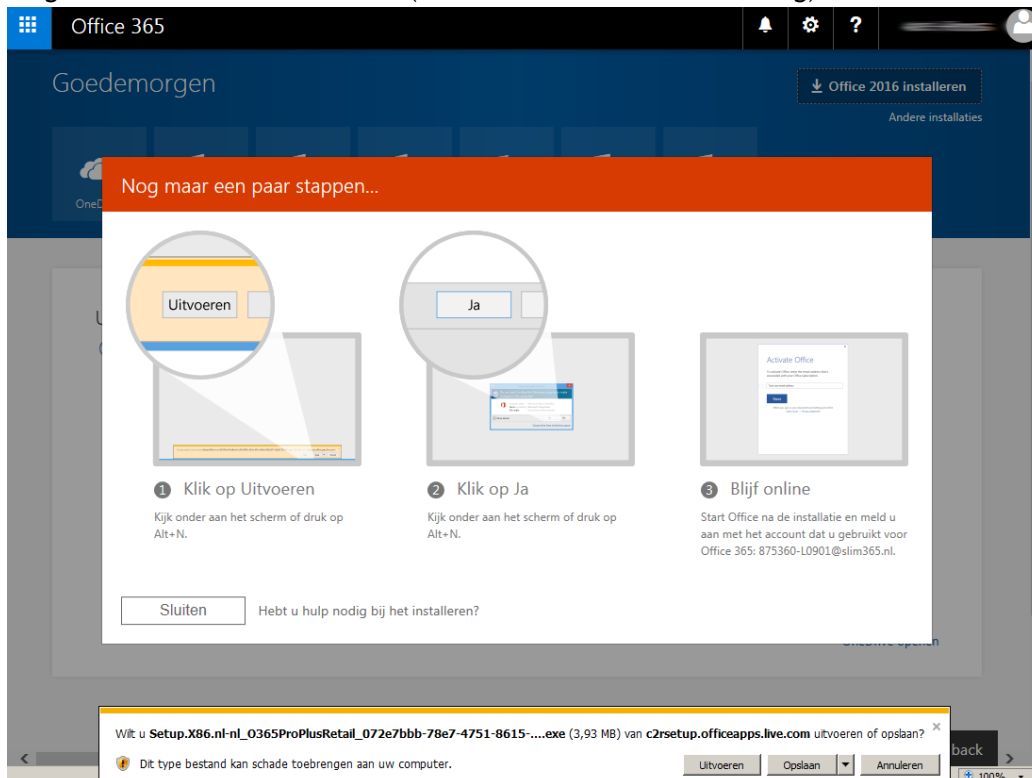 Office 365
?
Goedemorgen
Office 2016 installeren
Andere installaties
Nog maar een paar stappen...
Uitvoeren
Ja
Activate Office
1 Klik op Uitvoeren
Kijk onder aan het scherm of druk op
Alt+N.
2 Klik op Ja
Kijk onder aan het scherm of druk op
Alt+N.
3 Blijf online
Start Office na de installatie en meld u
aan met het account dat u gebruikt voor
Office 365: 875360-L0901@slim365.nl.
Sluiten
Hebt u hulp nodig bij het installeren?
Wilt u Setup.X86.nl-nl_O365ProPlusRetail_072e7bbb-78e7-4751-8615-....exe (3,93 MB) van c2rsetup.officeapps.live.com uitvoeren of opslaan?
back
Dit type bestand kan schade toebrengen aan uw computer.
Uitvoeren
Opslaan
Annuleren
100%